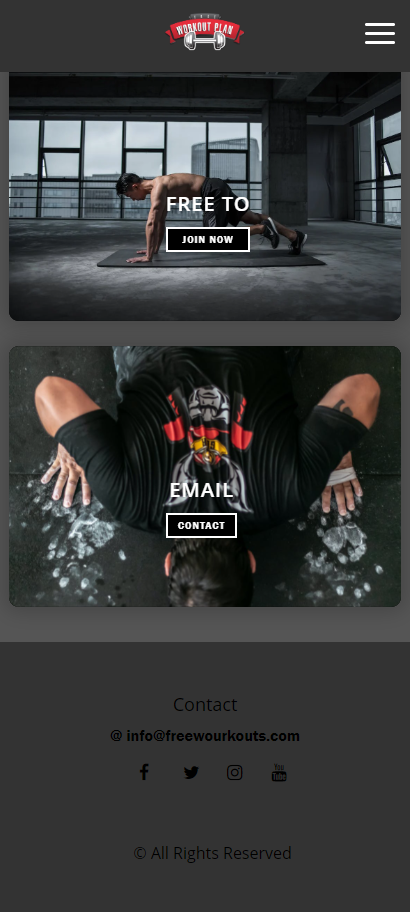 WORKOUT PLAN
FREE TO
JOIN NOW
EMAIL
CONTACT
Contact
@ info@freewourkouts.com
You
Tube
© All Rights Reserved